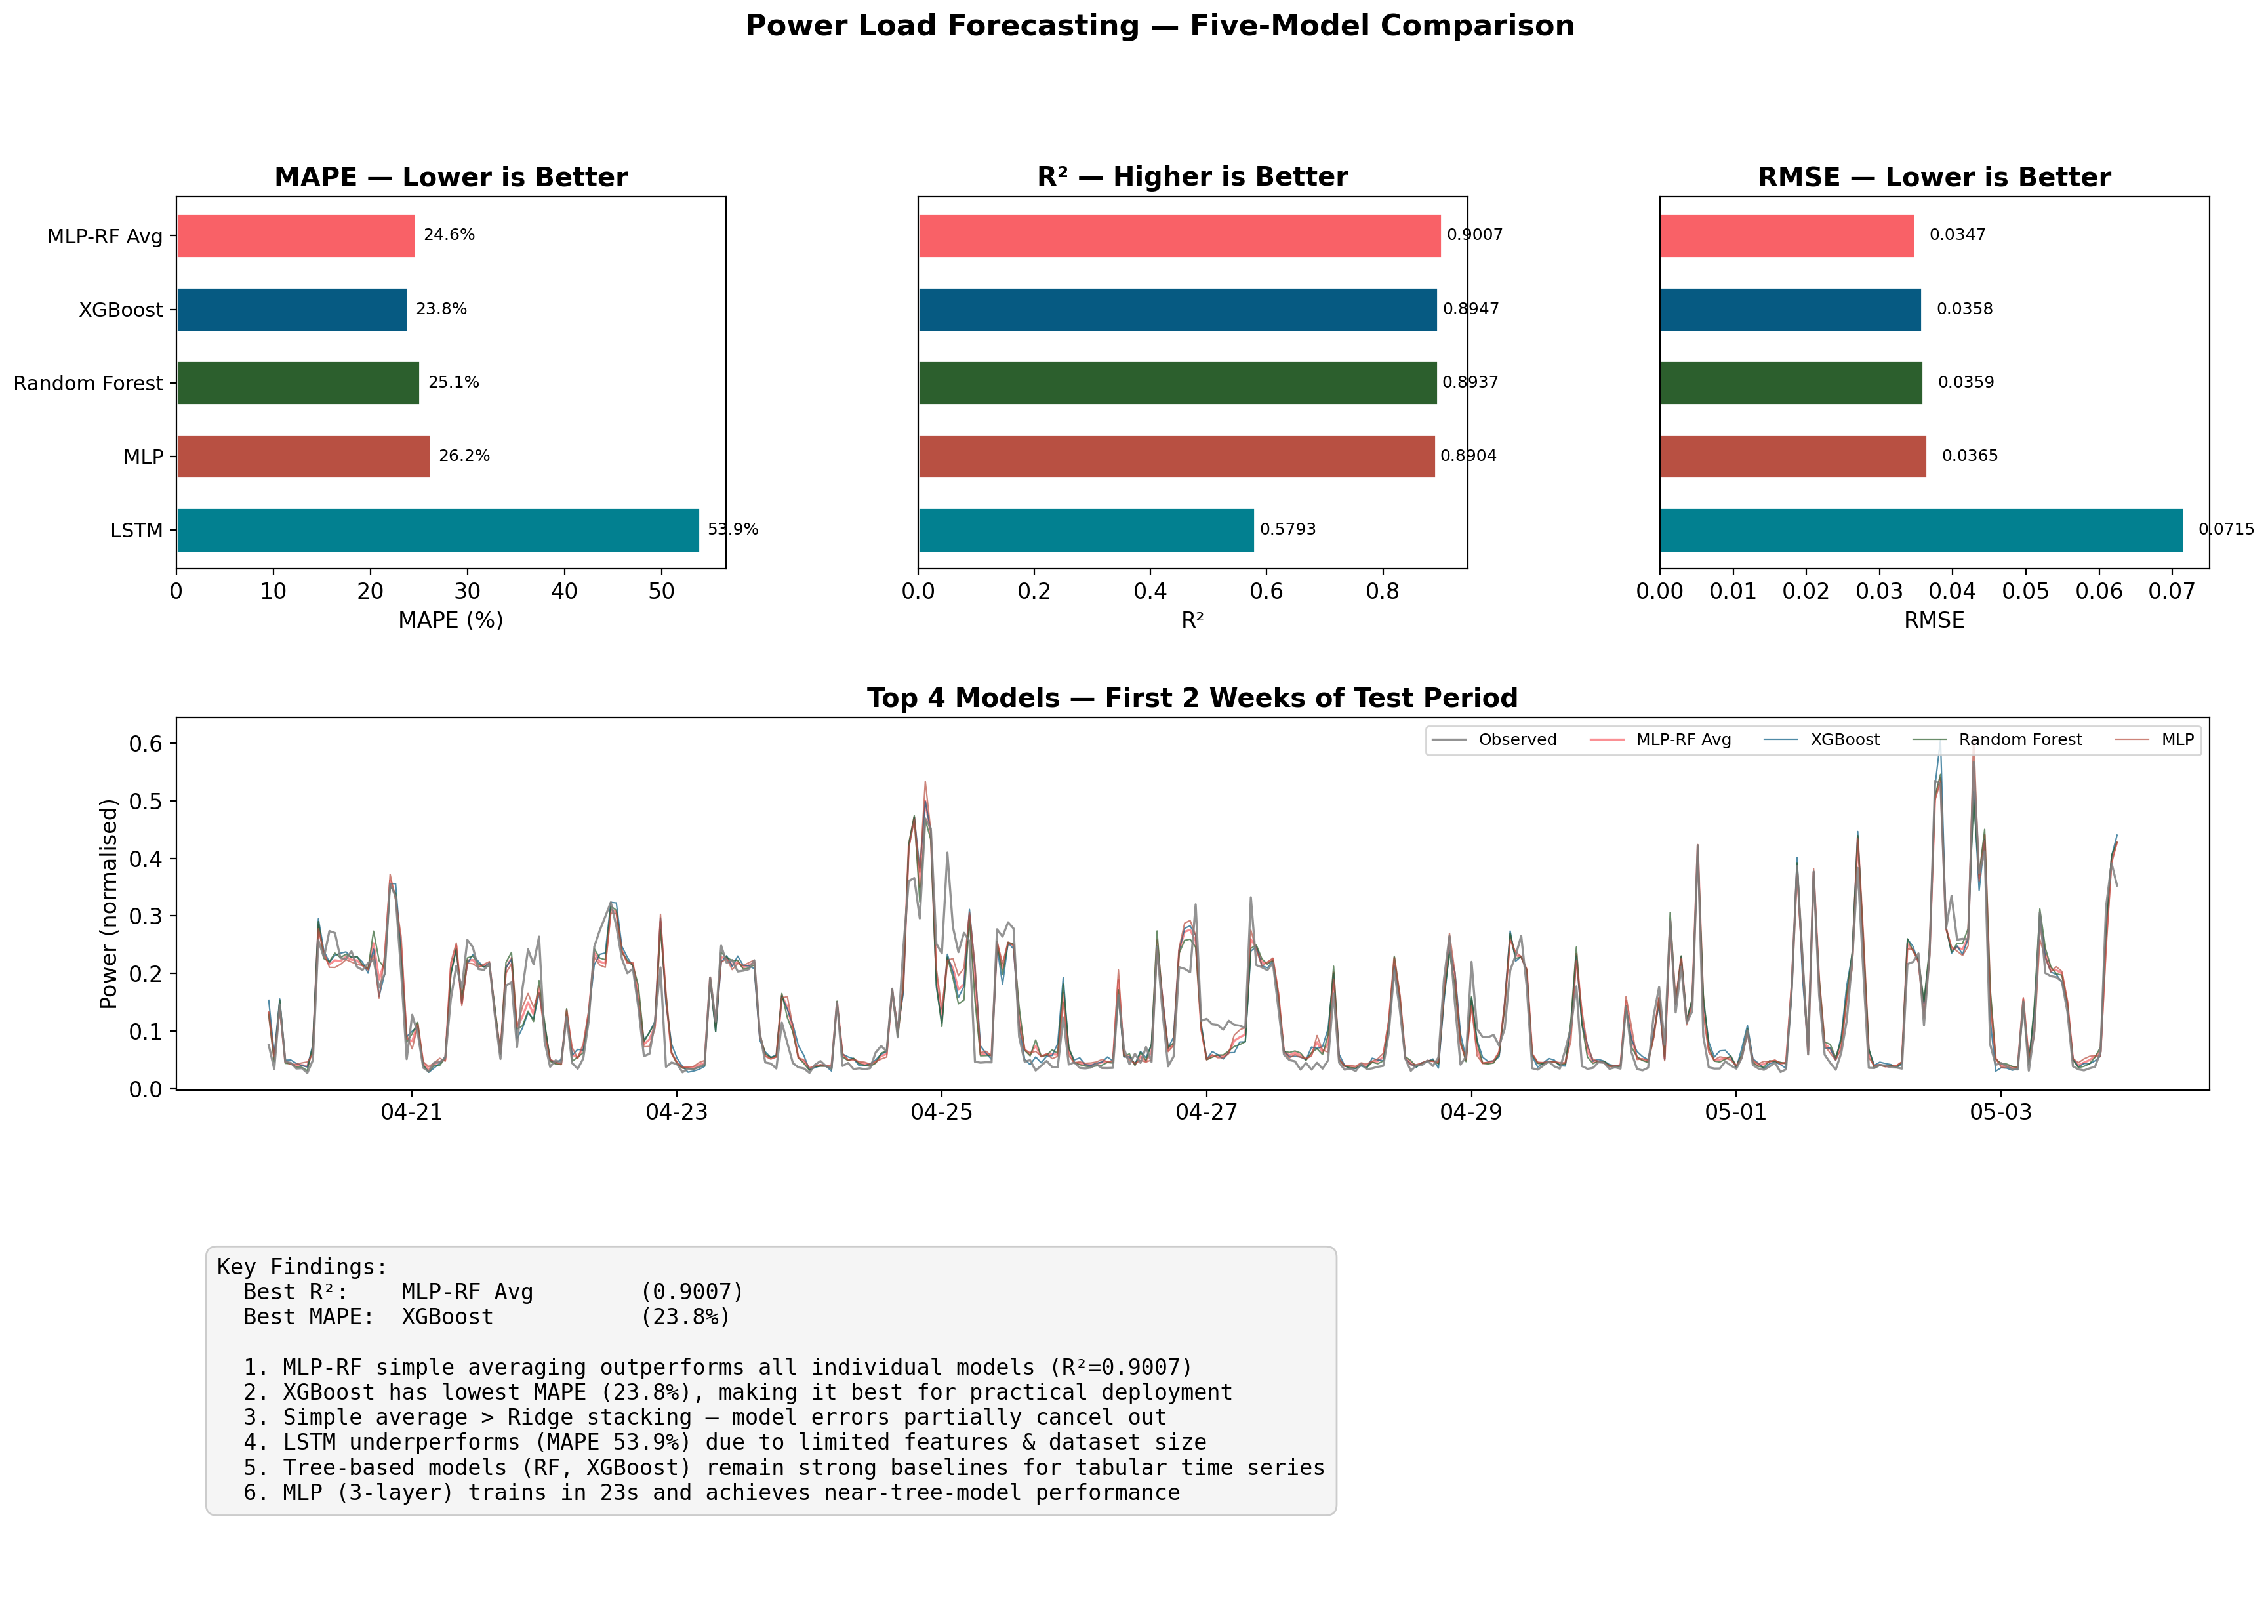 Power Load Forecasting — Five-Model Comparison
MAPE — Lower is Better
MLP-RF Avg
24.6%
XGBoost
23.8%
Random Forest
25.1%
MLP
26.2%
LSTM
53.9%
0 10 20 30 40 50
MAPE (%)
R² — Higher is Better
0.9007
0.8947
0.8937
0.8904
0.5793
0.0 0.2 0.4 0.6 0.8
R²
RMSE — Lower is Better
0.0347
0.0358
0.0359
0.0365
0.0715
0.00 0.01 0.02 0.03 0.04 0.05 0.06 0.07
RMSE
Top 4 Models — First 2 Weeks of Test Period
Observed MLP-RF Avg XGBoost Random Forest MLP
Power (normalised)
0.6
0.5
0.4
0.3
0.2
0.1
0.0
04-21 04-23 04-25 04-27 04-29 05-01 05-03
Key Findings:
Best R²: MLP-RF Avg (0.9007)
Best MAPE: XGBoost (23.8%)
1. MLP-RF simple averaging outperforms all individual models (R²=0.9007)
2. XGBoost has lowest MAPE (23.8%), making it best for practical deployment
3. Simple average > Ridge stacking — model errors partially cancel out
4. LSTM underperforms (MAPE 53.9%) due to limited features & dataset size
5. Tree-based models (RF, XGBoost) remain strong baselines for tabular time series
6. MLP (3-layer) trains in 23s and achieves near-tree-model performance